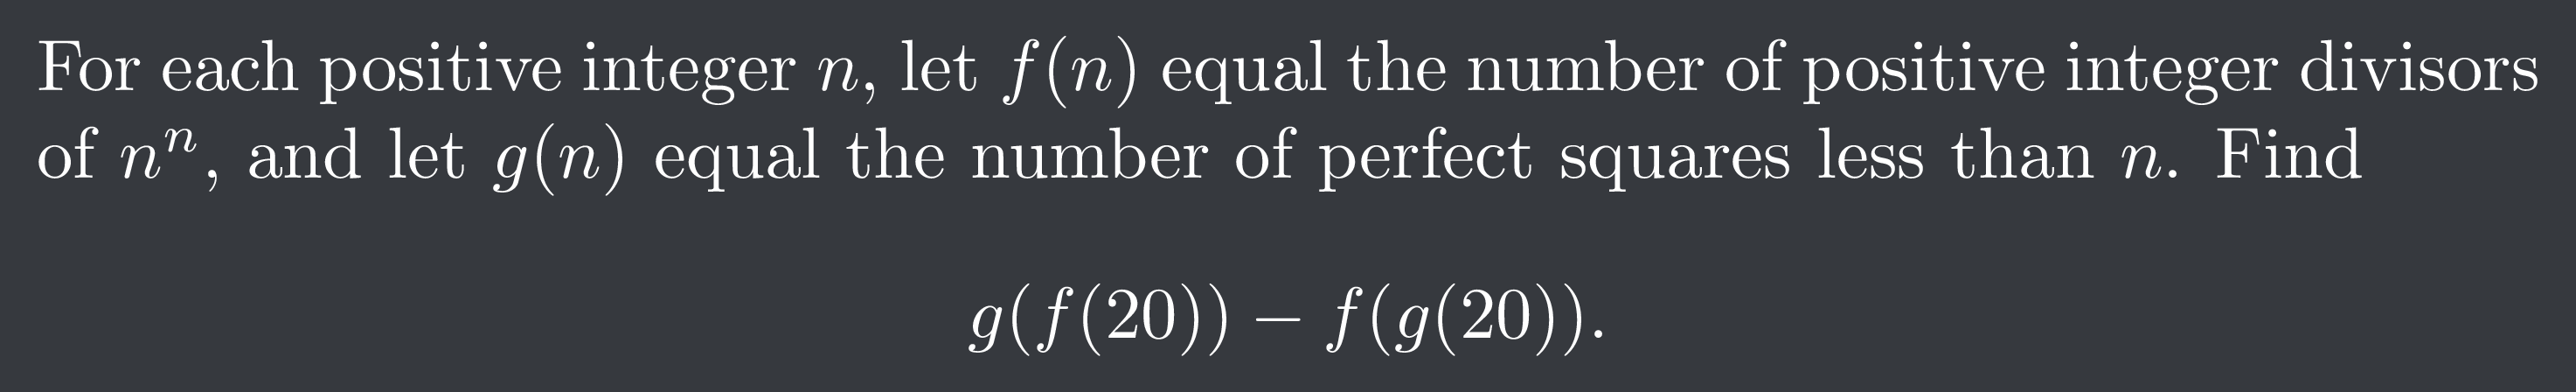 For each positive integer n, let f(n) equal the number of positive integer divisors
of nⁿ, and let g(n) equal the number of perfect squares less than n. Find
g(f(20)) − f(g(20)).